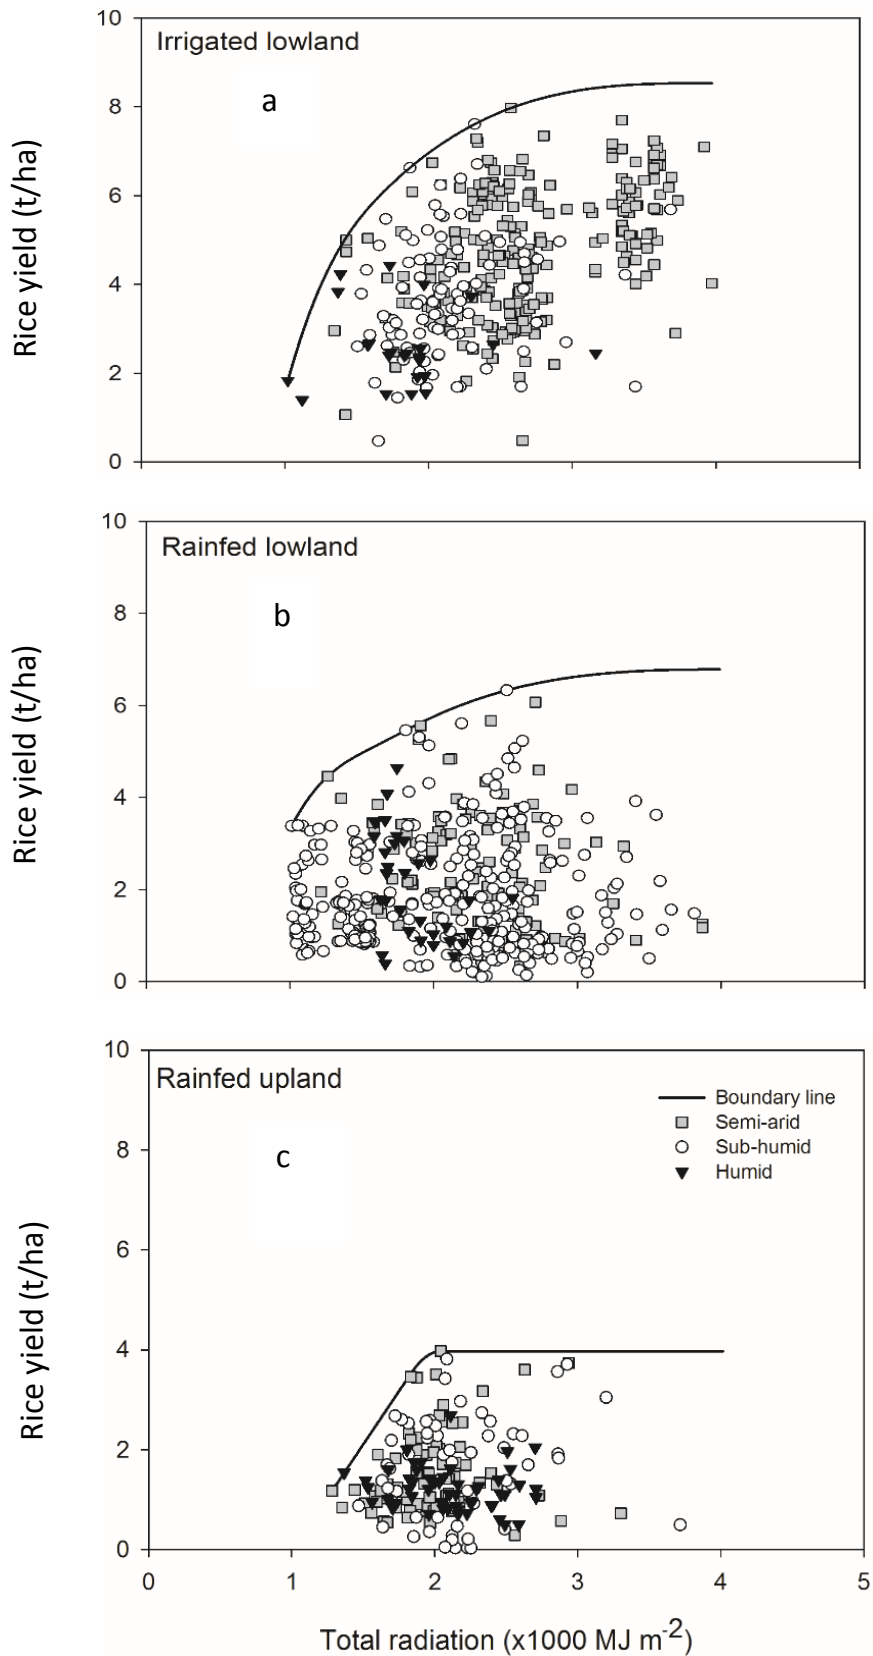 10
Irrigated lowland
a
8
6
4
2
0
Rice yield (t/ha)
10
Rainfed lowland
b
8
6
4
2
0
Rice yield (t/ha)
10
Rainfed upland
Boundary line
Semi-arid
Sub-humid
Humid
c
8
6
4
2
0
Rice yield (t/ha)
0 1 2 3 4 5
Total radiation (x1000 MJ m-2)